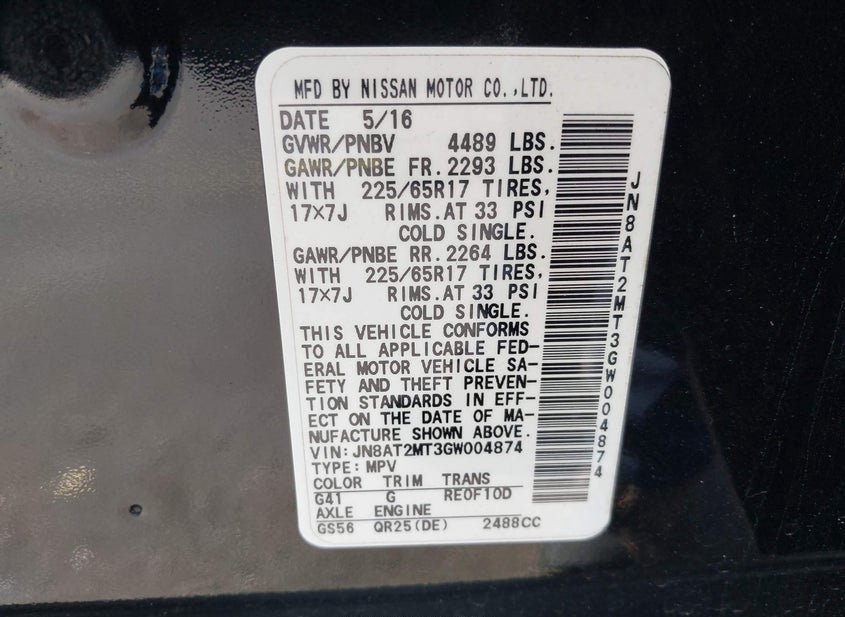 MFD BY NISSAN MOTOR CO.,LTD.
DATE 5/16
GVWR/PNBV 4489 LBS.
GAWR/PNBE FR.2293 LBS.
WITH 225/65R17 TIRES,
17×7J RIMS.AT 33 PSI
COLD SINGLE.
GAWR/PNBE RR.2264 LBS.
WITH 225/65R17 TIRES,
17×7J RIMS.AT 33 PSI
COLD SINGLE.
THIS VEHICLE CONFORMS
TO ALL APPLICABLE FED-
ERAL MOTOR VEHICLE SA-
FETY AND THEFT PREVEN-
TION STANDARDS IN EFF-
ECT ON THE DATE OF MA-
NUFACTURE SHOWN ABOVE.
VIN:JN8AT2MT3GW004874
TYPE:MPV
COLOR TRIM TRANS
G41 G RE0F10D
AXLE ENGINE
GS56 QR25(DE) 2488CC
JN8AT2MT3GW004874